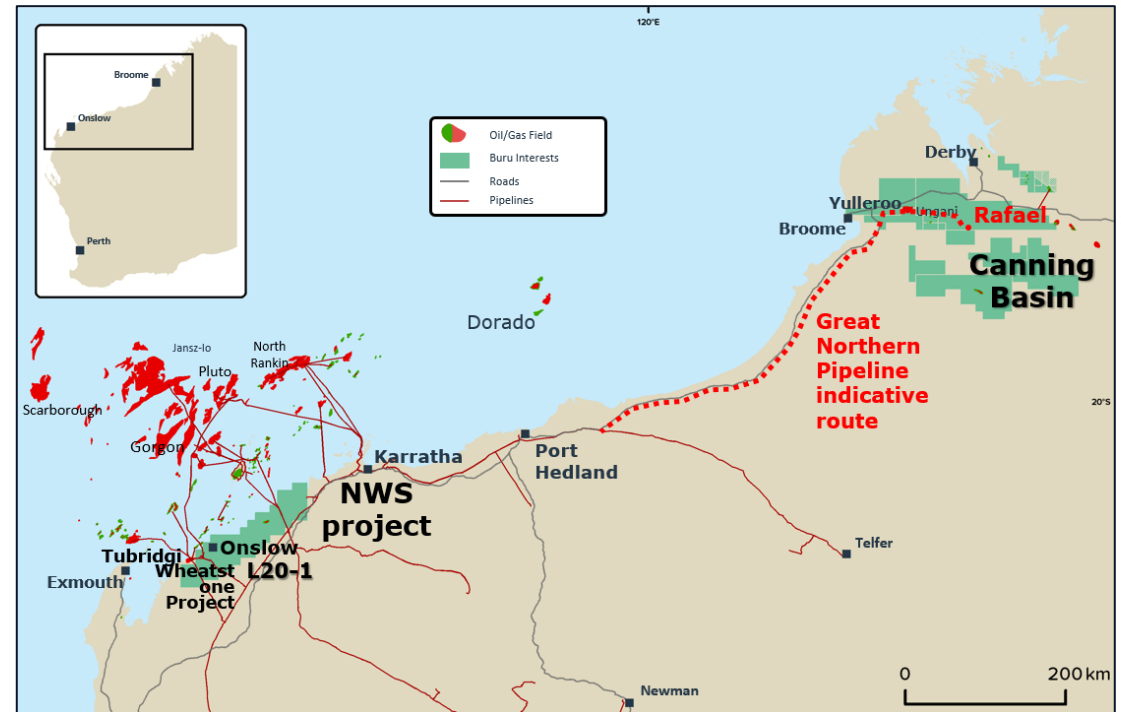 120°E
Broome
Onslow
Perth
Oil/Gas Field
Buru Interests
Roads
Pipelines
Derby
Yulleroo
Ungani
Rafael
Broome
Canning
Basin
Dorado
Great
Northern
Pipeline
indicative
route
North
Rankin
Jansz-Io
Pluto
Scarborough
20°S
Gorgon
Karratha
Port
Hedland
NWS
project
Onslow
Tubridgi
Wheatst
one
Project
L20-1
Exmouth
Telfer
Newman
0
200 km